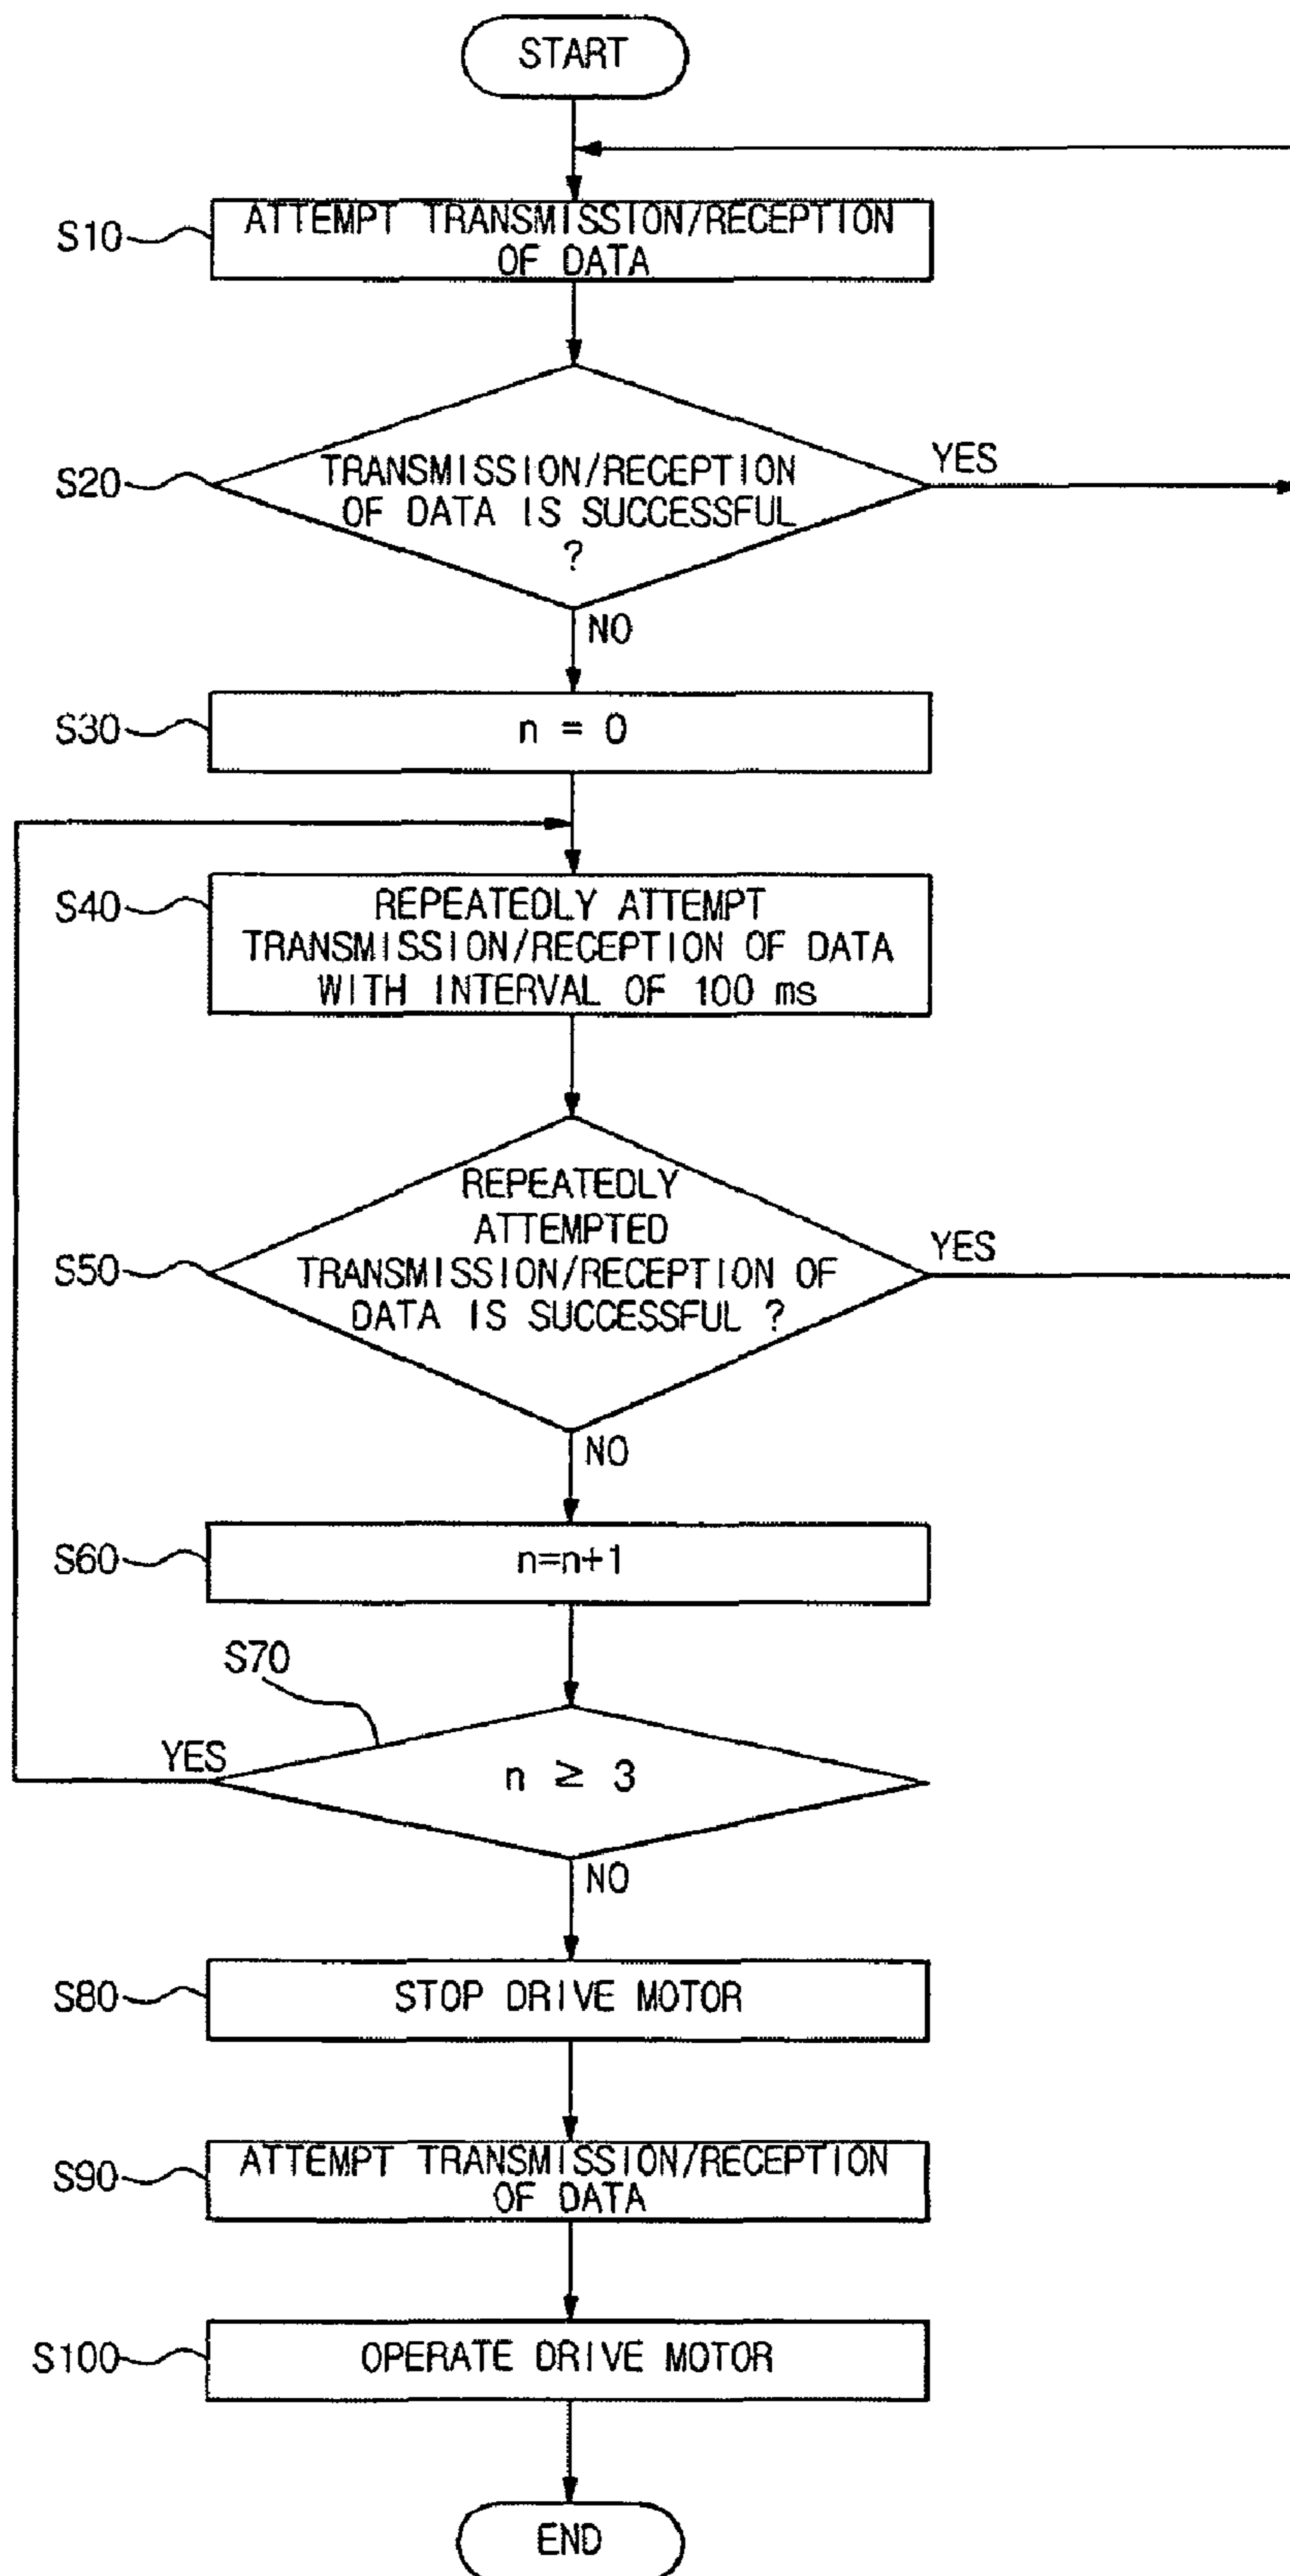 START
S10
ATTEMPT TRANSMISSION/RECEPTION
OF DATA
S20
TRANSMISSION/RECEPTION
OF DATA IS SUCCESSFUL
?
YES
NO
S30
n = 0
S40
REPEATEDLY ATTEMPT
TRANSMISSION/RECEPTION OF DATA
WITH INTERVAL OF 100 ms
S50
REPEATEDLY
ATTEMPTED
TRANSMISSION/RECEPTION OF
DATA IS SUCCESSFUL ?
YES
NO
S60
n=n+1
S70
YES
n ≥ 3
NO
S80
STOP DRIVE MOTOR
S90
ATTEMPT TRANSMISSION/RECEPTION
OF DATA
S100
OPERATE DRIVE MOTOR
END